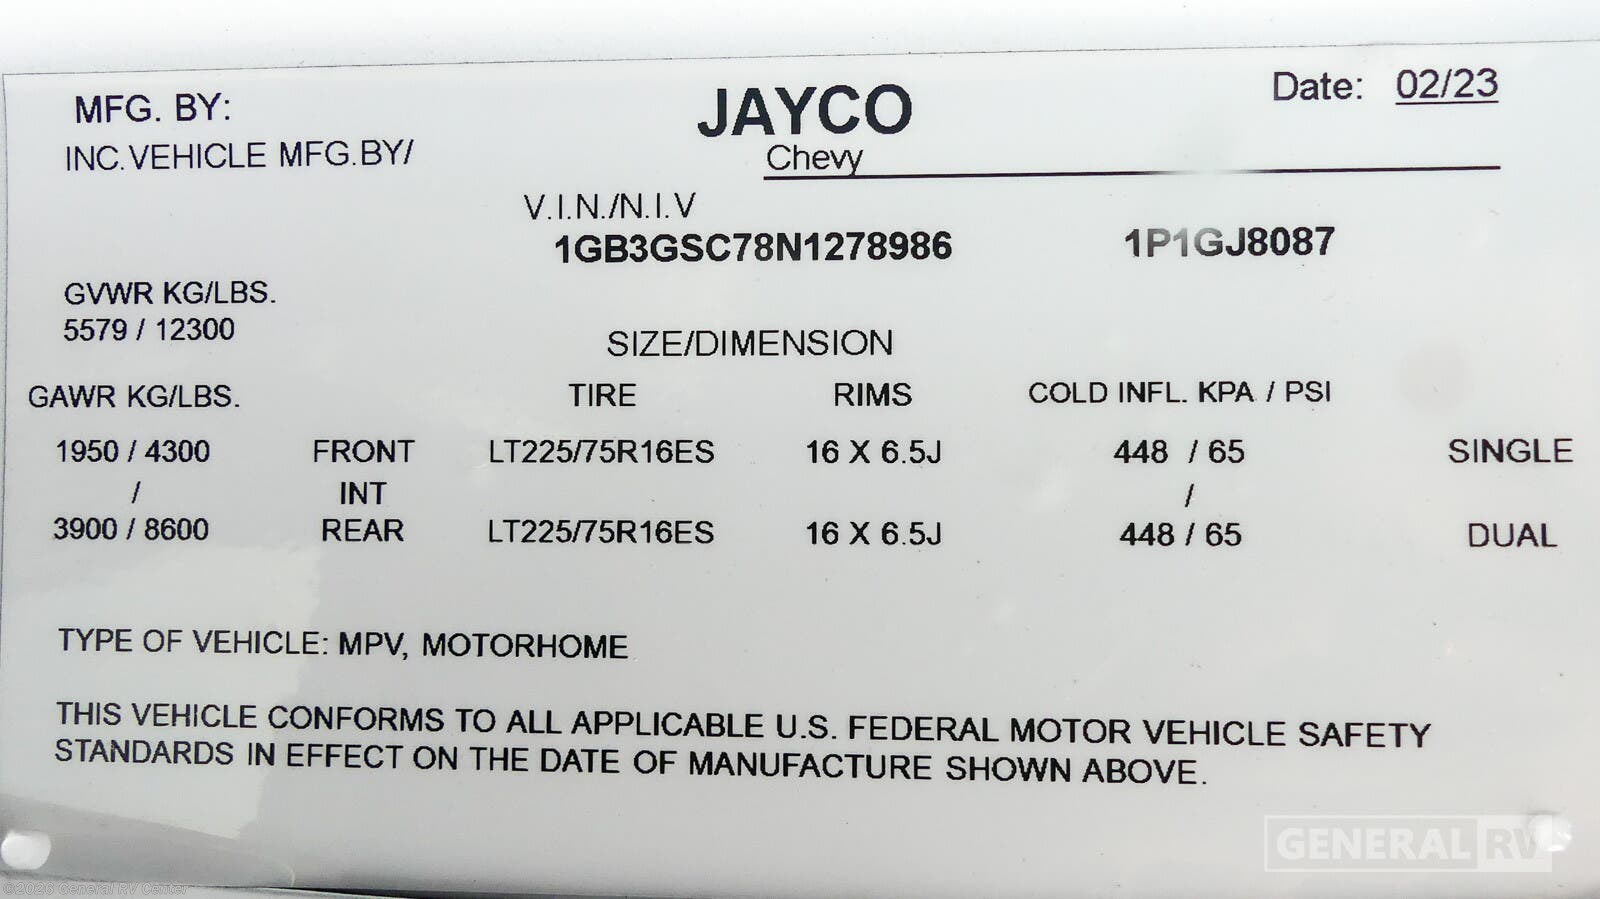 MFG. BY: JAYCO Date: 02/23
INC.VEHICLE MFG.BY/ Chevy
V.I.N./N.I.V
1GB3GSC78N1278986 1P1GJ8087
GVWR KG/LBS.
5579 / 12300
SIZE/DIMENSION
GAWR KG/LBS. TIRE RIMS COLD INFL. KPA / PSI
1950 / 4300 FRONT LT225/75R16ES 16 X 6.5J 448 / 65 SINGLE
/ INT /
3900 / 8600 REAR LT225/75R16ES 16 X 6.5J 448 / 65 DUAL
TYPE OF VEHICLE: MPV, MOTORHOME
THIS VEHICLE CONFORMS TO ALL APPLICABLE U.S. FEDERAL MOTOR VEHICLE SAFETY
STANDARDS IN EFFECT ON THE DATE OF MANUFACTURE SHOWN ABOVE.
GENERAL RV
General RV Center